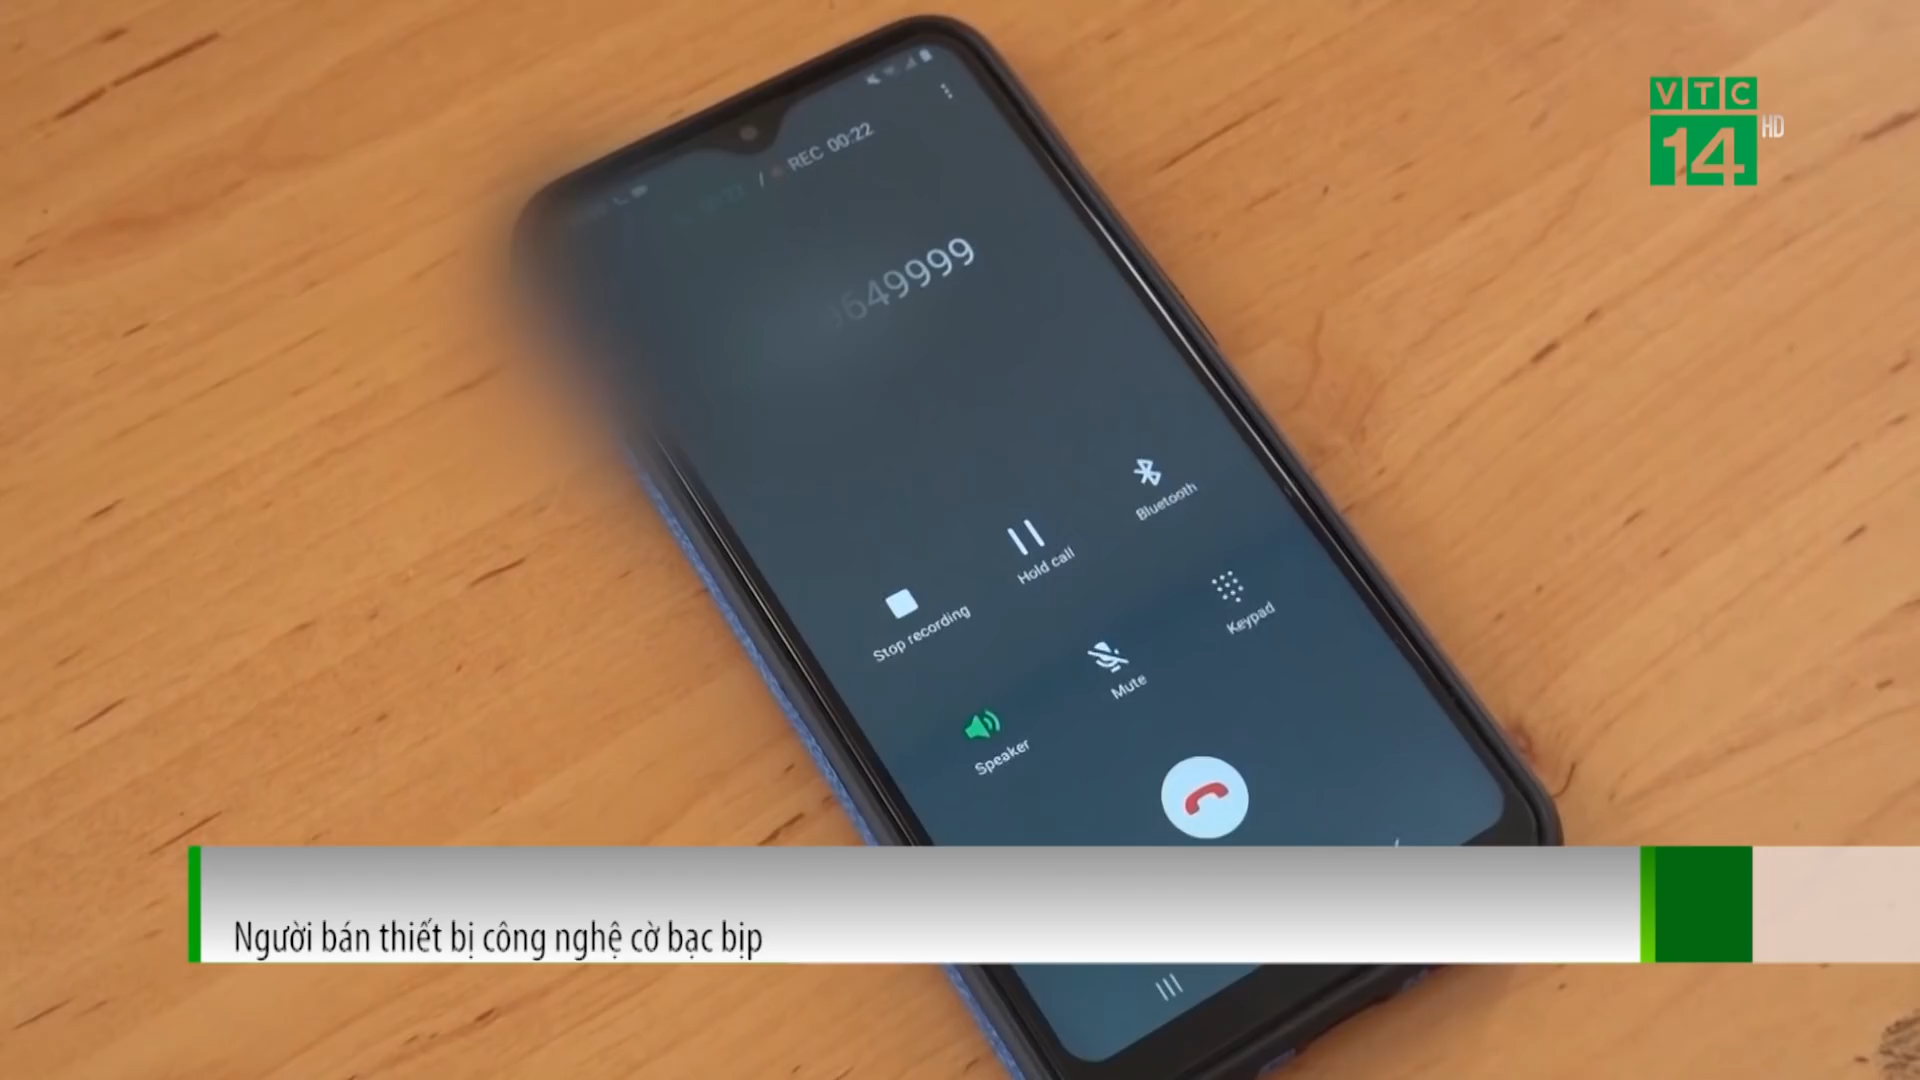 VTC
14 HD
REC 00:22
649999
Bluetooth
Hold call
Stop recording
Keypad
Mute
Speaker
Người bán thiết bị công nghệ cờ bạc bịp